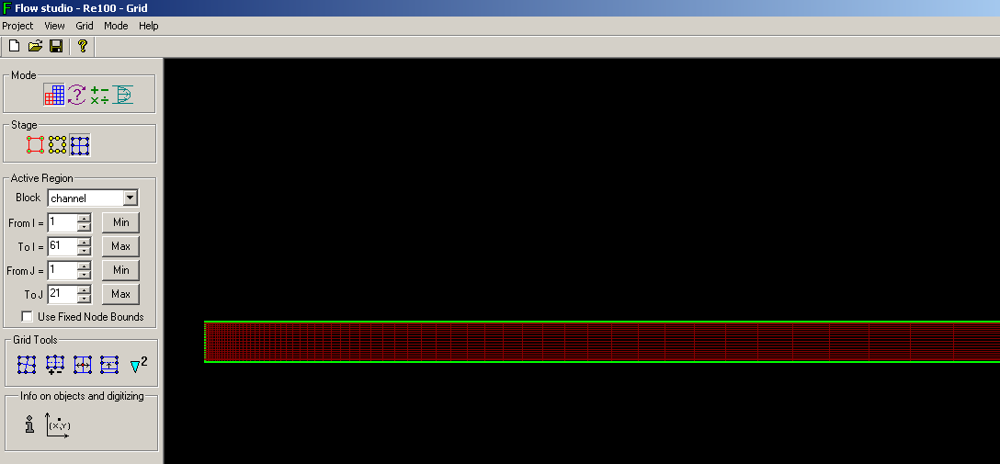 Flow studio - Re100 - Grid
Project View Grid Mode Help
Mode
Stage
Active Region
Block channel
From I = 1 Min
To I = 61 Max
From J = 1 Min
To J 21 Max
Use Fixed Node Bounds
Grid Tools
2
Info on objects and digitizing
(X,Y)